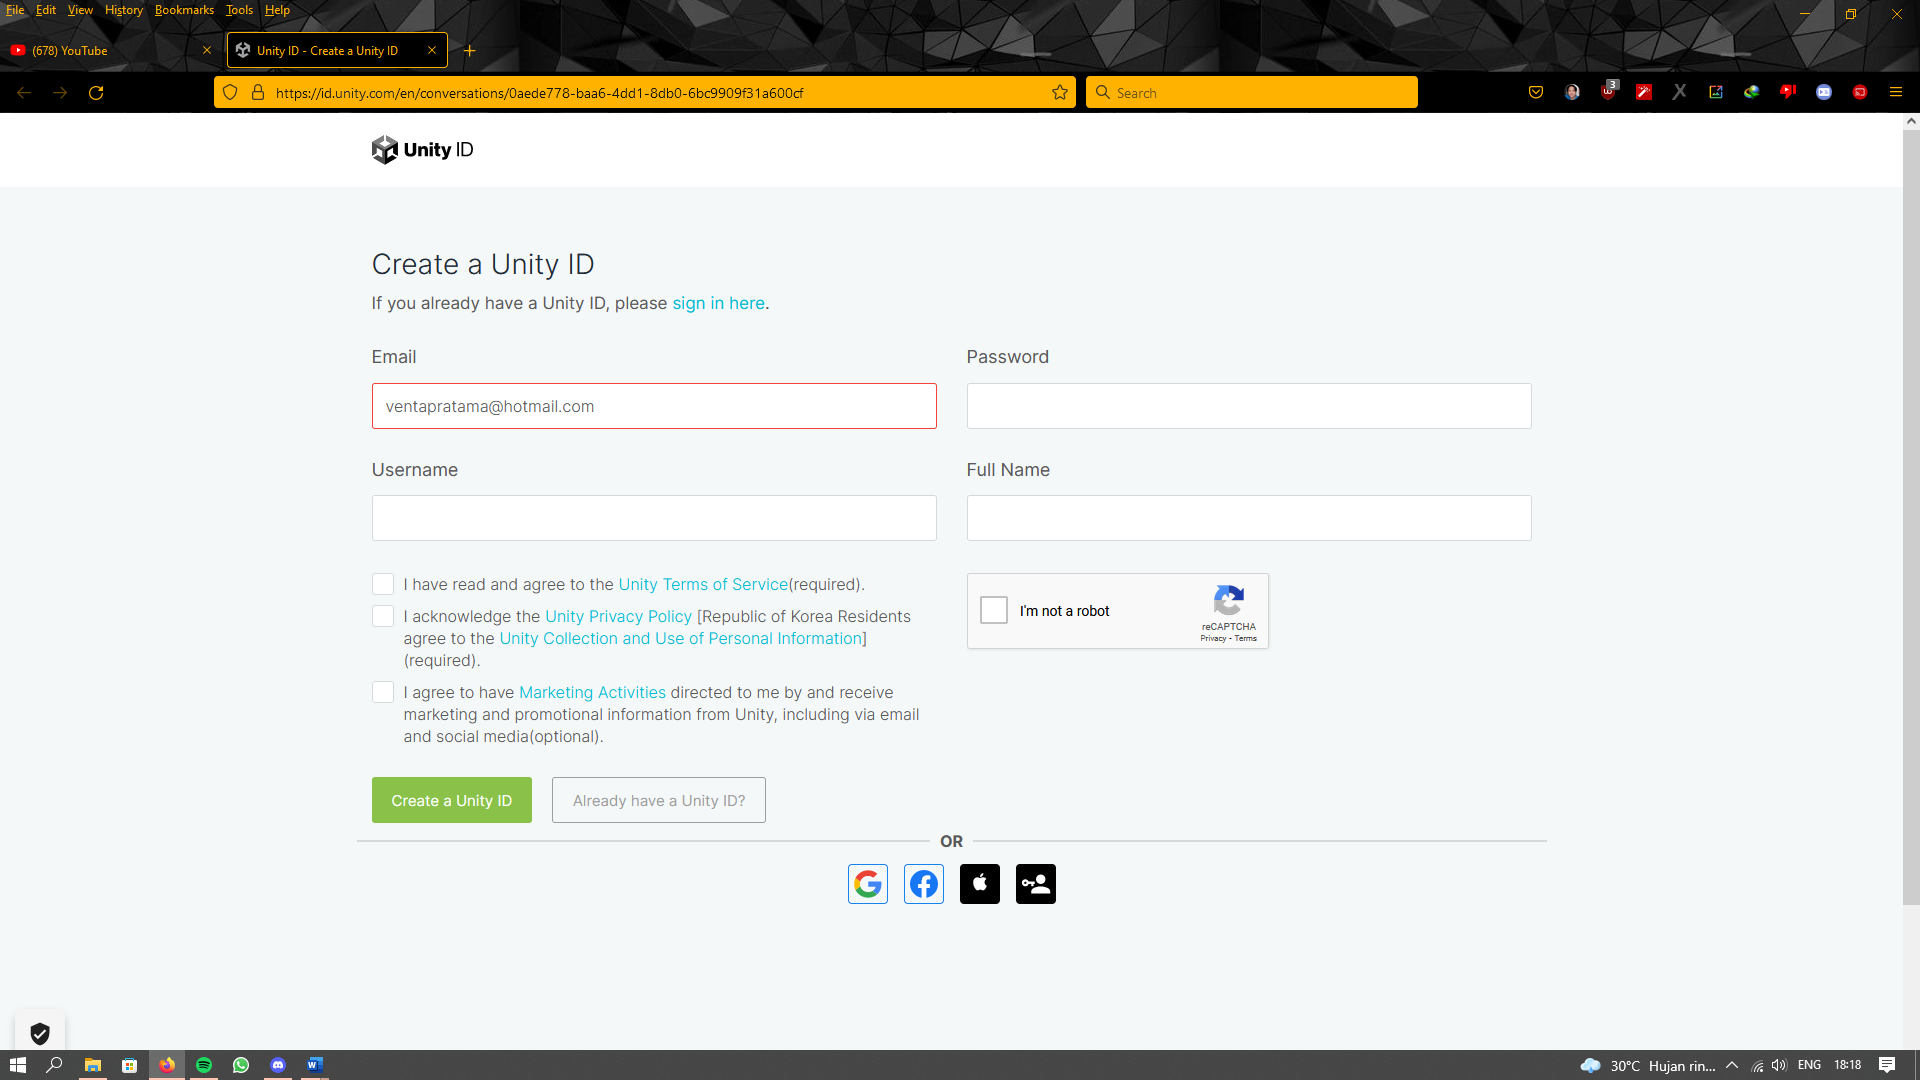 File Edit View History Bookmarks Tools Help
(678) YouTube
Unity ID - Create a Unity ID
https://id.unity.com/en/conversations/0aede778-baa6-4dd1-8db0-6bc9909f31a600cf
Search
3
Unity ID
Create a Unity ID
If you already have a Unity ID, please sign in here.
Email
Password
ventapratama@hotmail.com
Username
Full Name
I have read and agree to the Unity Terms of Service(required).
I acknowledge the Unity Privacy Policy [Republic of Korea Residents
agree to the Unity Collection and Use of Personal Information]
(required).
I agree to have Marketing Activities directed to me by and receive
marketing and promotional information from Unity, including via email
and social media(optional).
I'm not a robot
reCAPTCHA
Privacy - Terms
Create a Unity ID
Already have a Unity ID?
OR
30°C Hujan rin...
ENG
18:18